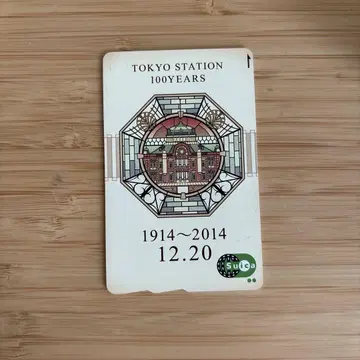 TOKYO STATION
100YEARS
1914～2014
12.20
Suica